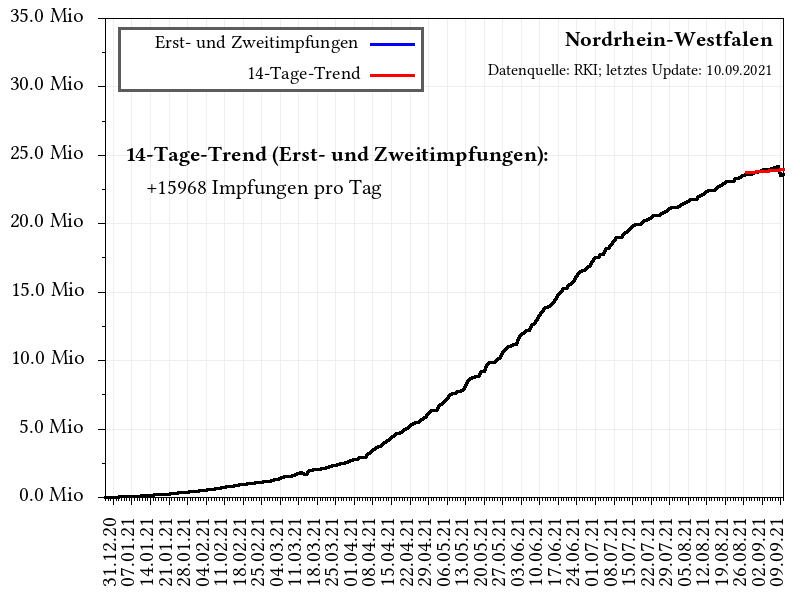 35.0 Mio
30.0 Mio
25.0 Mio
20.0 Mio
15.0 Mio
10.0 Mio
5.0 Mio
0.0 Mio
Erst- und Zweitimpfungen
14-Tage-Trend
Nordrhein-Westfalen
Datenquelle: RKI; letztes Update: 10.09.2021
14-Tage-Trend (Erst- und Zweitimpfungen):
+15968 Impfungen pro Tag
31.12.20
07.01.21
14.01.21
21.01.21
28.01.21
04.02.21
11.02.21
18.02.21
25.02.21
04.03.21
11.03.21
18.03.21
25.03.21
01.04.21
08.04.21
15.04.21
22.04.21
29.04.21
06.05.21
13.05.21
20.05.21
27.05.21
03.06.21
10.06.21
17.06.21
24.06.21
01.07.21
08.07.21
15.07.21
22.07.21
29.07.21
05.08.21
12.08.21
19.08.21
26.08.21
02.09.21
09.09.21